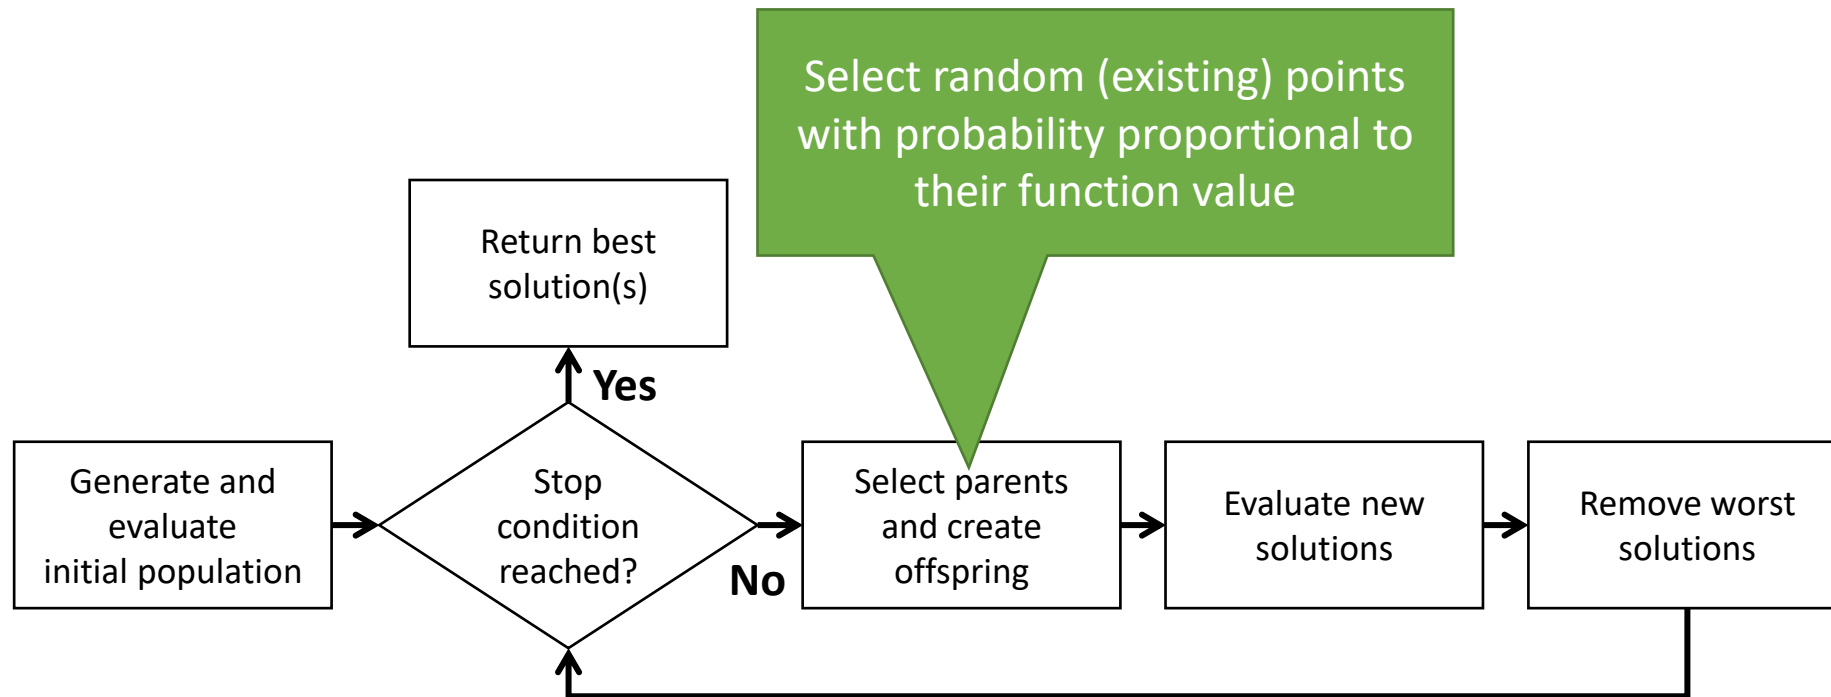 Select random (existing) points
with probability proportional to
their function value
Return best
solution(s)
Yes
Generate and
evaluate
initial population
Stop
condition
reached?
No
Select parents
and create
offspring
Evaluate new
solutions
Remove worst
solutions